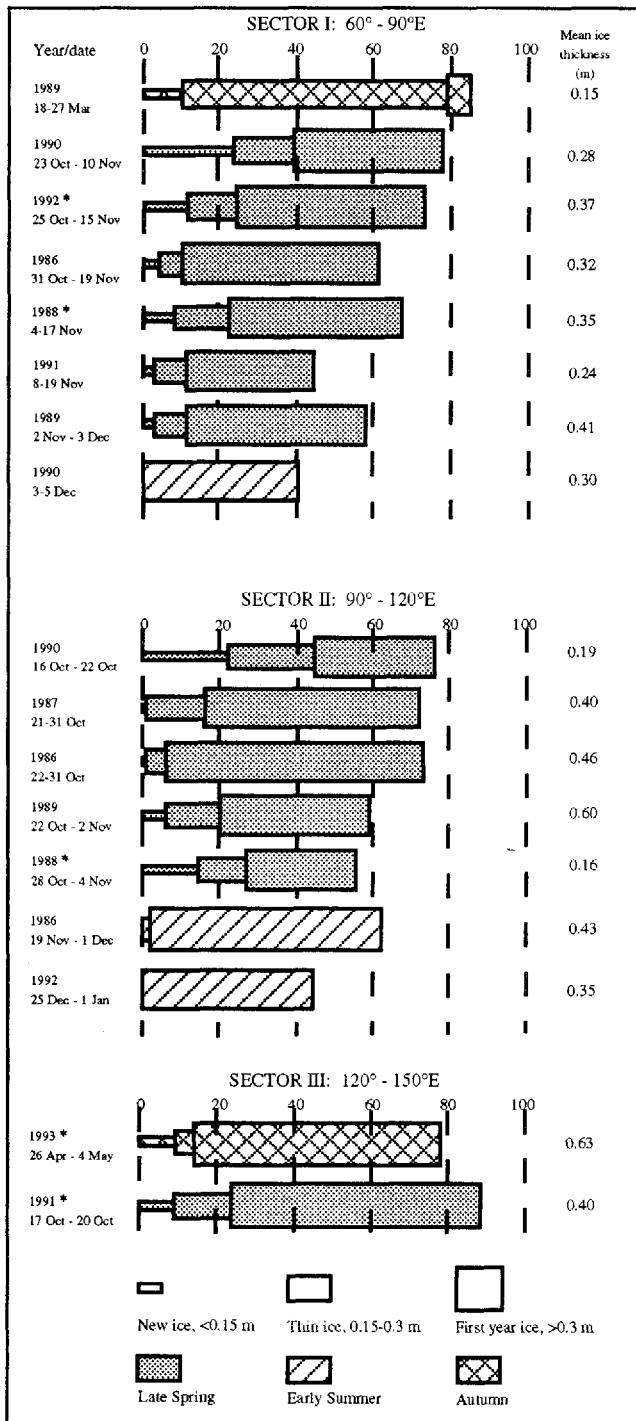 SECTOR I: 60° - 90°E
Year/date
0 20 40 60 80 100
Mean ice
thickness
(m)
1989
18-27 Mar
0.15
1990
23 Oct - 10 Nov
0.28
1992 *
25 Oct - 15 Nov
0.37
1986
31 Oct - 19 Nov
0.32
1988 *
4-17 Nov
0.35
1991
8-19 Nov
0.24
1989
2 Nov - 3 Dec
0.41
1990
3-5 Dec
0.30
SECTOR II: 90° - 120°E
0 20 40 60 80 100
1990
16 Oct - 22 Oct
0.19
1987
21-31 Oct
0.40
1986
22-31 Oct
0.46
1989
22 Oct - 2 Nov
0.60
1988 *
28 Oct - 4 Nov
0.16
1986
19 Nov - 1 Dec
0.43
1992
25 Dec - 1 Jan
0.35
SECTOR III: 120° - 150°E
0 20 40 60 80 100
1993 *
26 Apr - 4 May
0.63
1991 *
17 Oct - 20 Oct
0.40
New ice, <0.15 m
Thin ice, 0.15-0.3 m
First year ice, >0.3 m
Late Spring
Early Summer
Autumn